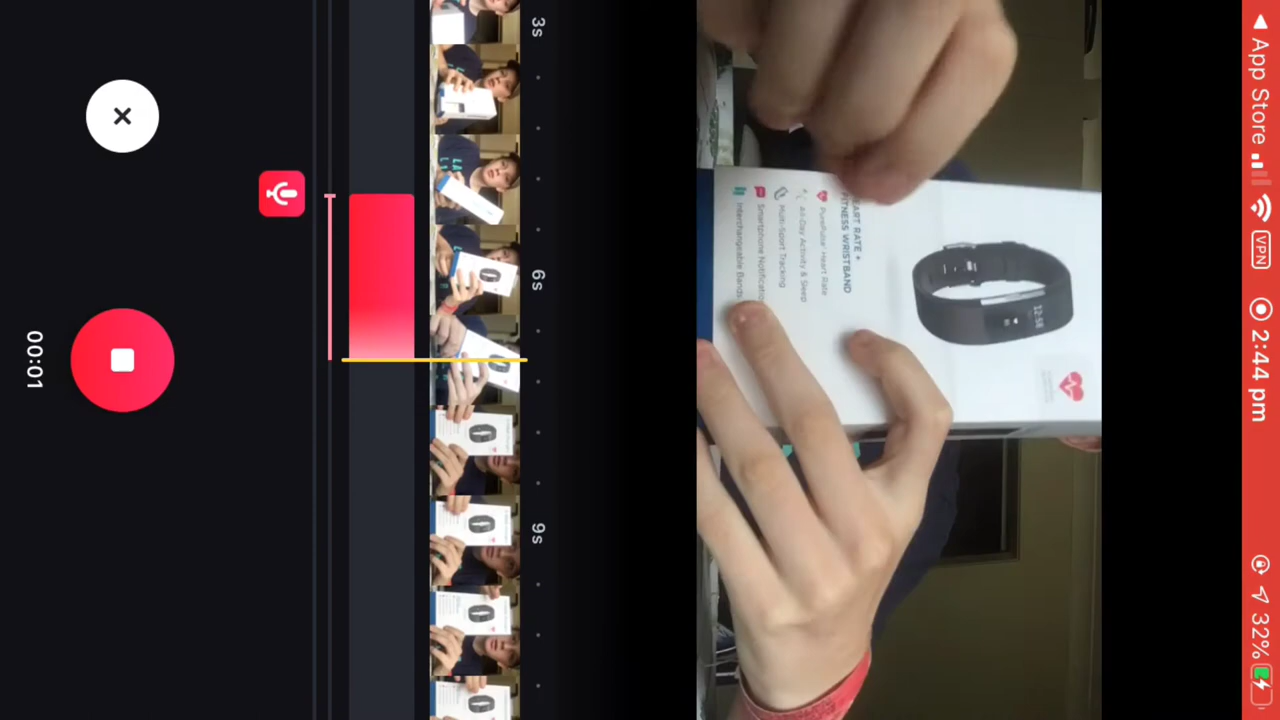 App Store
VPN
2:44 pm
32%
HEART RATE +
FITNESS WRISTBAND
PurePulse® Heart Rate
All-Day Activity & Sleep
Multi-Sport Tracking
Smartphone Notifications
Interchangeable Bands
12:58
3s
6s
9s
00:01